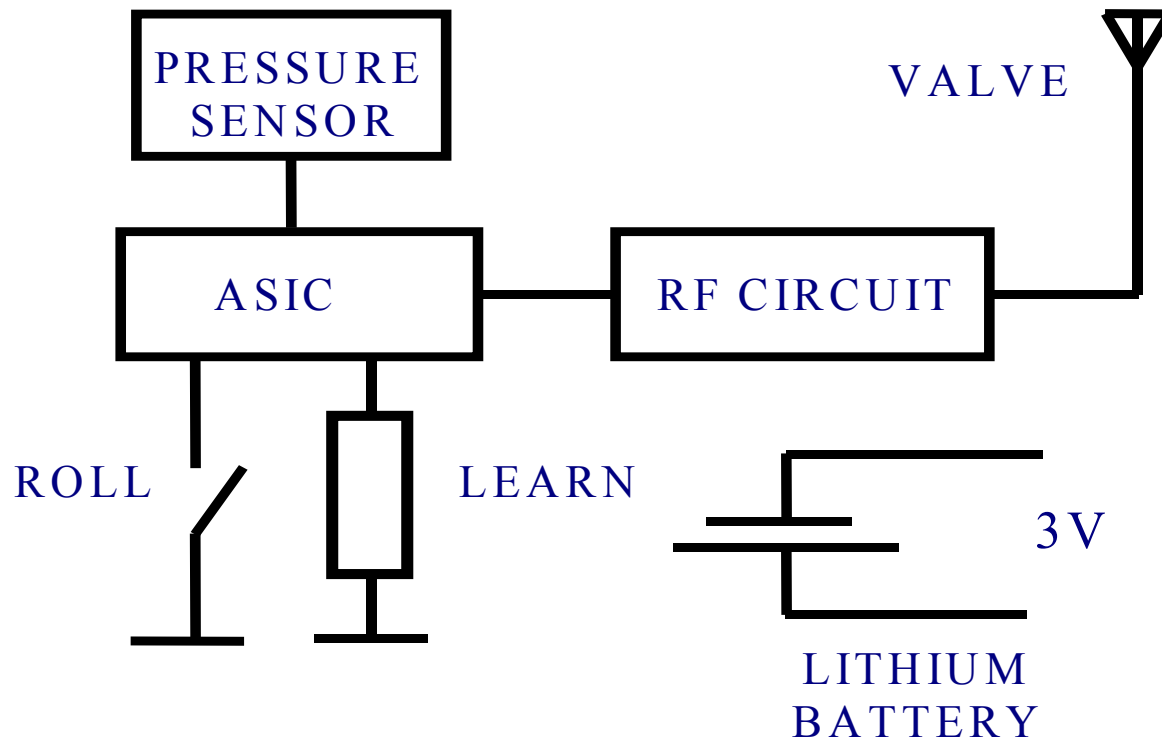 PRESSURE
SENSOR
VALVE
ASIC
RF CIRCUIT
ROLL
LEARN
3V
LITHIUM
BATTERY